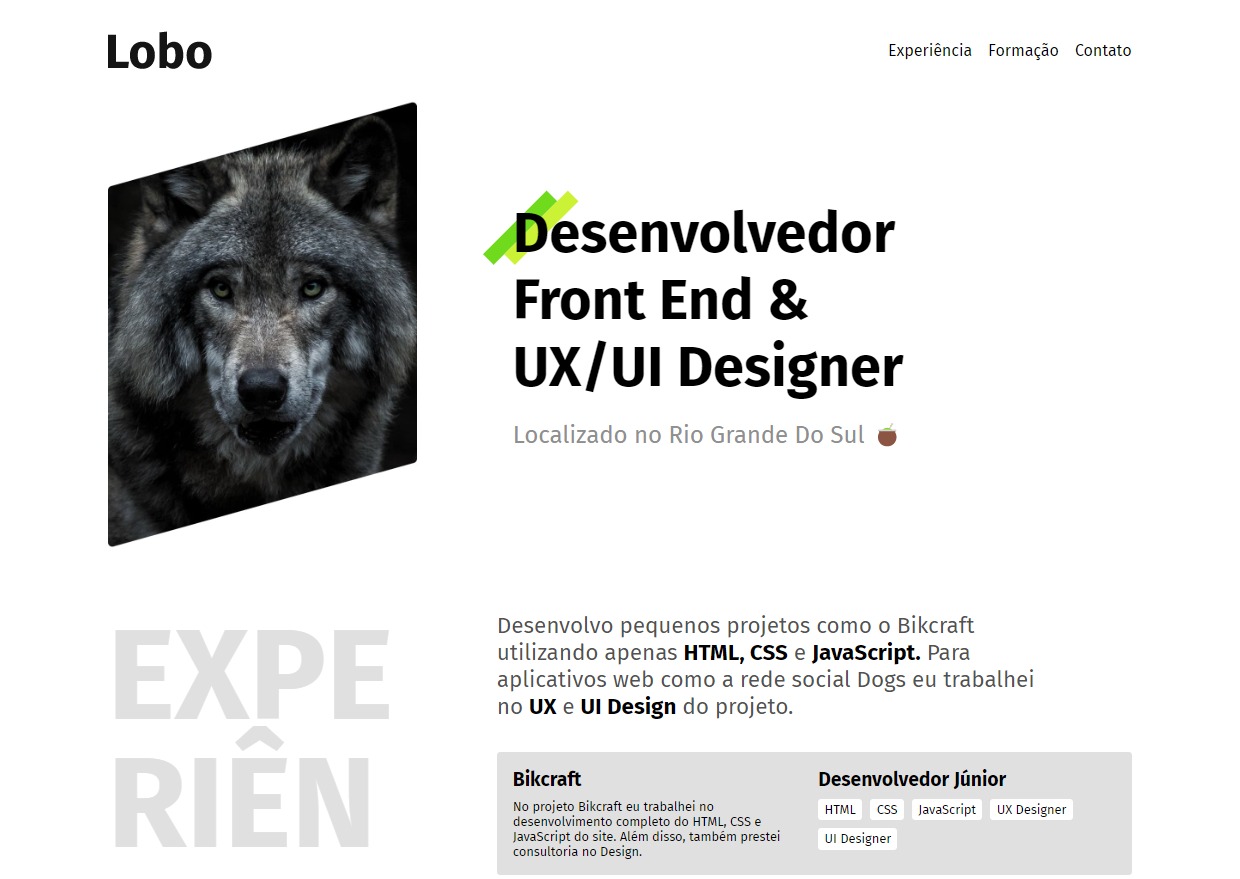 Lobo
Experiência Formação Contato
Desenvolvedor
Front End &
UX/UI Designer
Localizado no Rio Grande Do Sul
EXPE
RIÊN
Desenvolvo pequenos projetos como o Bikcraft
utilizando apenas HTML, CSS e JavaScript. Para
aplicativos web como a rede social Dogs eu trabalhei
no UX e UI Design do projeto.
Bikcraft
No projeto Bikcraft eu trabalhei no
desenvolvimento completo do HTML, CSS e
JavaScript do site. Além disso, também prestei
consultoria no Design.
Desenvolvedor Júnior
HTML CSS JavaScript UX Designer
UI Designer